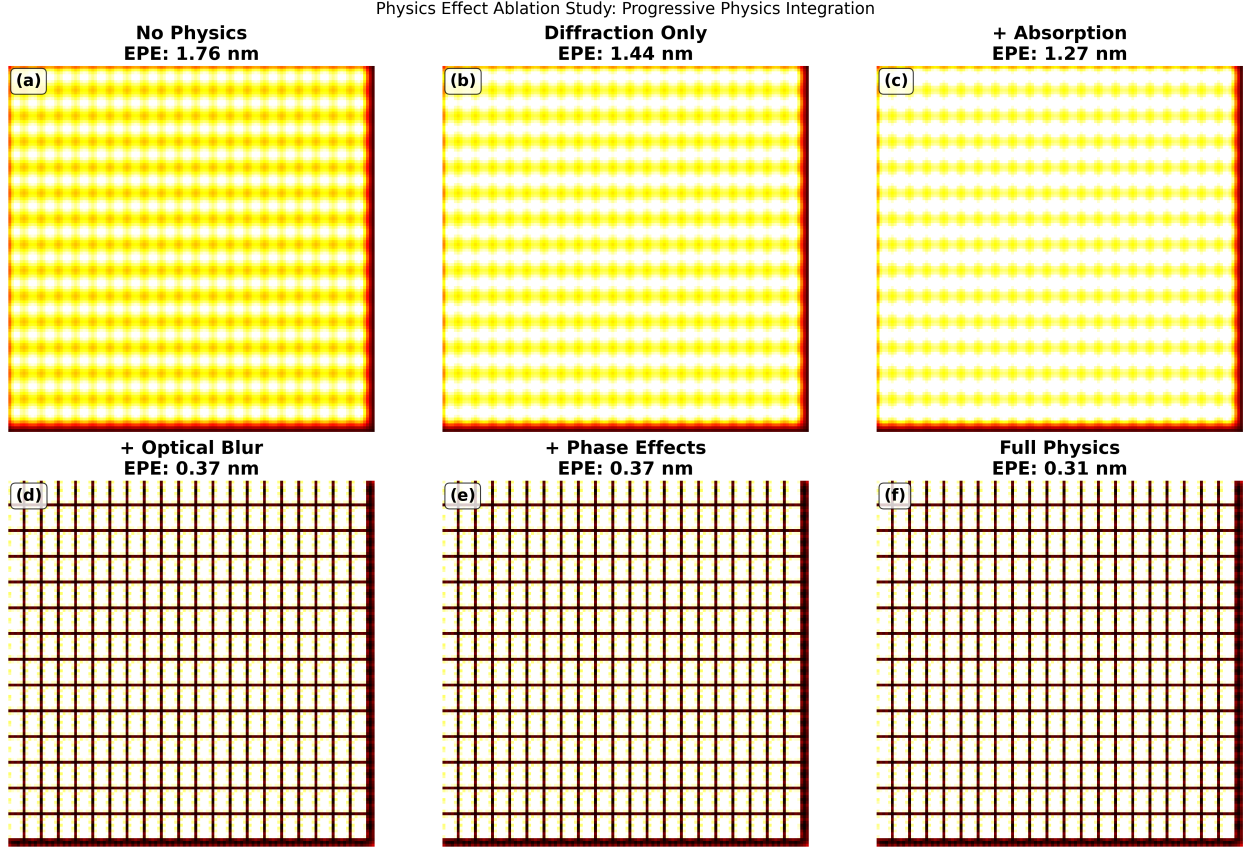 Physics Effect Ablation Study: Progressive Physics Integration
No Physics
EPE: 1.76 nm
(a)
Diffraction Only
EPE: 1.44 nm
(b)
+ Absorption
EPE: 1.27 nm
(c)
+ Optical Blur
EPE: 0.37 nm
(d)
+ Phase Effects
EPE: 0.37 nm
(e)
Full Physics
EPE: 0.31 nm
(f)